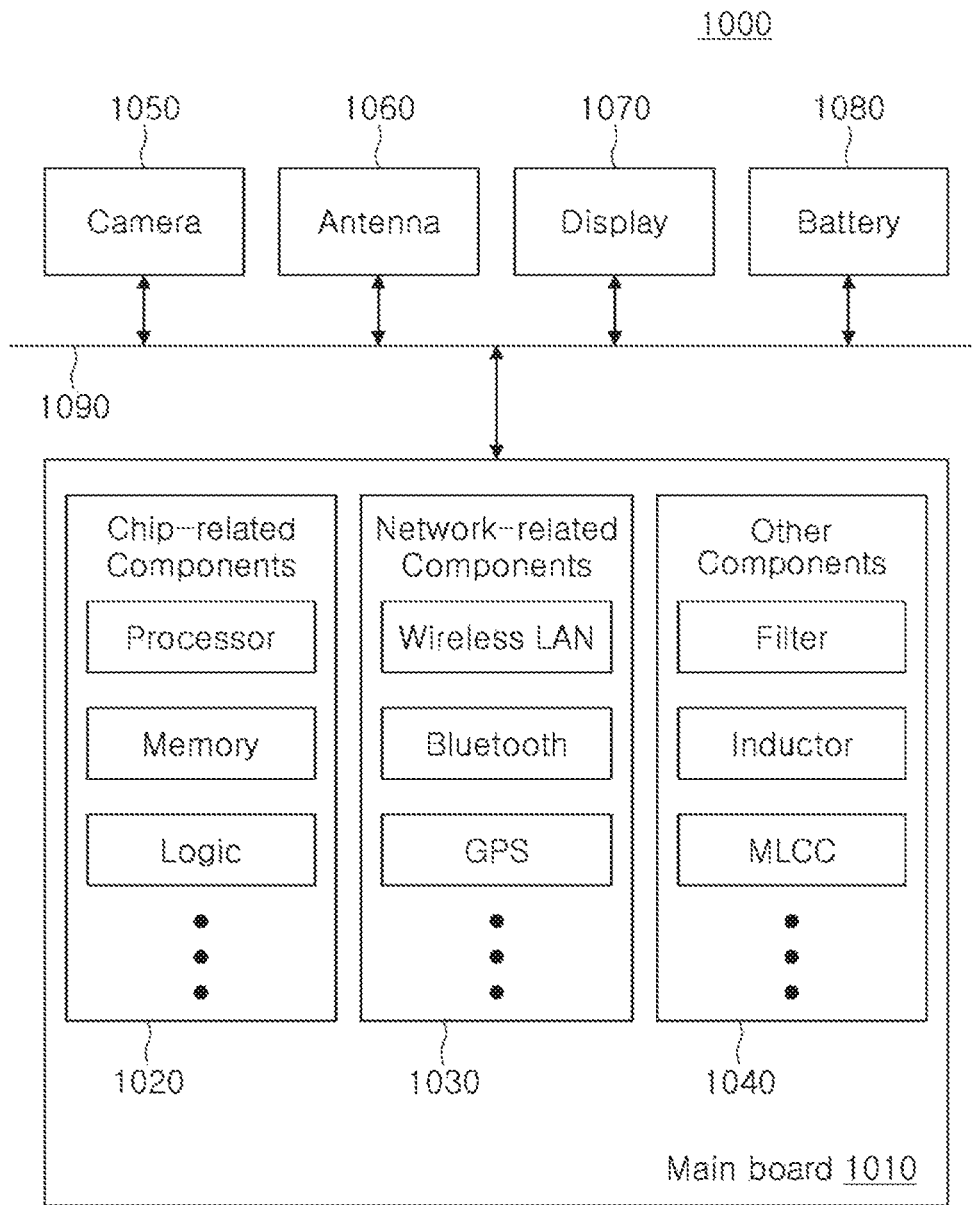 1000
1050 1060 1070 1080
Camera Antenna Display Battery
1090
Chip-related
Components
Processor
Memory
Logic
1020
Network-related
Components
Wireless LAN
Bluetooth
GPS
1030
Other
Components
Filter
Inductor
MLCC
1040
Main board 1010